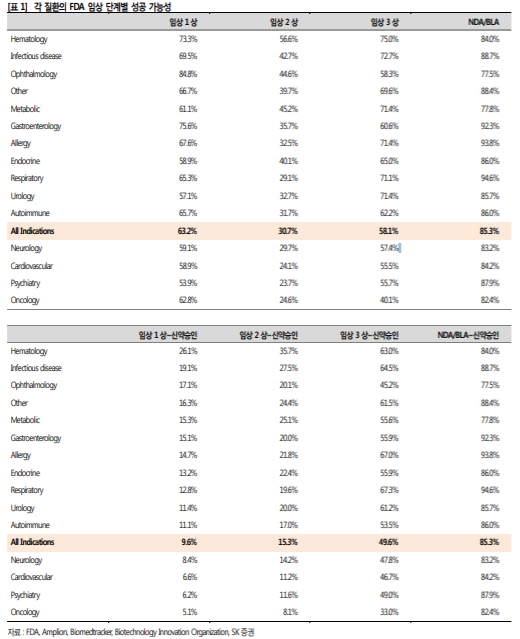 [표 1] 각 질환의 FDA 임상 단계별 성공 가능성
임상 1 상 임상 2 상 임상 3 상 NDA/BLA
Hematology 73.3% 56.6% 75.0% 84.0%
Infectious disease 69.5% 42.7% 72.7% 88.7%
Ophthalmology 84.8% 44.6% 58.3% 77.5%
Other 66.7% 39.7% 69.6% 88.4%
Metabolic 61.1% 45.2% 71.4% 77.8%
Gastroenterology 75.6% 35.7% 60.6% 92.3%
Allergy 67.6% 32.5% 71.4% 93.8%
Endocrine 58.9% 40.1% 65.0% 86.0%
Respiratory 65.3% 29.1% 71.1% 94.6%
Urology 57.1% 32.7% 71.4% 85.7%
Autoimmune 65.7% 31.7% 62.2% 86.0%
All Indications 63.2% 30.7% 58.1% 85.3%
Neurology 59.1% 29.7% 57.4% 83.2%
Cardiovascular 58.9% 24.1% 55.5% 84.2%
Psychiatry 53.9% 23.7% 55.7% 87.9%
Oncology 62.8% 24.6% 40.1% 82.4%
임상 1 상~신약승인 임상 2 상~신약승인 임상 3 상~신약승인 NDA/BLA~신약승인
Hematology 26.1% 35.7% 63.0% 84.0%
Infectious disease 19.1% 27.5% 64.5% 88.7%
Ophthalmology 17.1% 20.1% 45.2% 77.5%
Other 16.3% 24.4% 61.5% 88.4%
Metabolic 15.3% 25.1% 55.6% 77.8%
Gastroenterology 15.1% 20.0% 55.9% 92.3%
Allergy 14.7% 21.8% 67.0% 93.8%
Endocrine 13.2% 22.4% 55.9% 86.0%
Respiratory 12.8% 19.6% 67.3% 94.6%
Urology 11.4% 20.0% 61.2% 85.7%
Autoimmune 11.1% 17.0% 53.5% 86.0%
All Indications 9.6% 15.3% 49.6% 85.3%
Neurology 8.4% 14.2% 47.8% 83.2%
Cardiovascular 6.6% 11.2% 46.7% 84.2%
Psychiatry 6.2% 11.6% 49.0% 87.9%
Oncology 5.1% 8.1% 33.0% 82.4%
자료 : FDA, Amplion, Biomedtracker, Biotechnology Innovation Organization, SK 증권